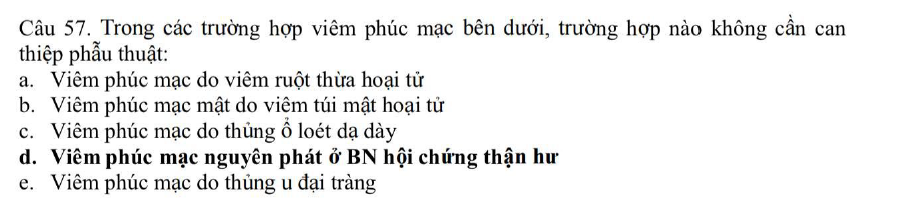 Câu 57. Trong các trường hợp viêm phúc mạc bên dưới, trường hợp nào không cần can
thiệp phẫu thuật:
a. Viêm phúc mạc do viêm ruột thừa hoại tử
b. Viêm phúc mạc mật do viêm túi mật hoại tử
c. Viêm phúc mạc do thủng ổ loét dạ dày
d. Viêm phúc mạc nguyên phát ở BN hội chứng thận hư
e. Viêm phúc mạc do thủng u đại tràng